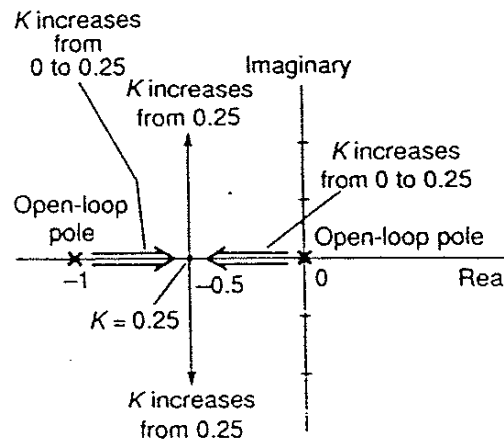 K increases
from
0 to 0.25
Imaginary
K increases
from 0.25
K increases
from 0 to 0.25
Open-loop
pole
Open-loop pole
–1
–0.5
0
Rea
K = 0.25
K increases
from 0.25